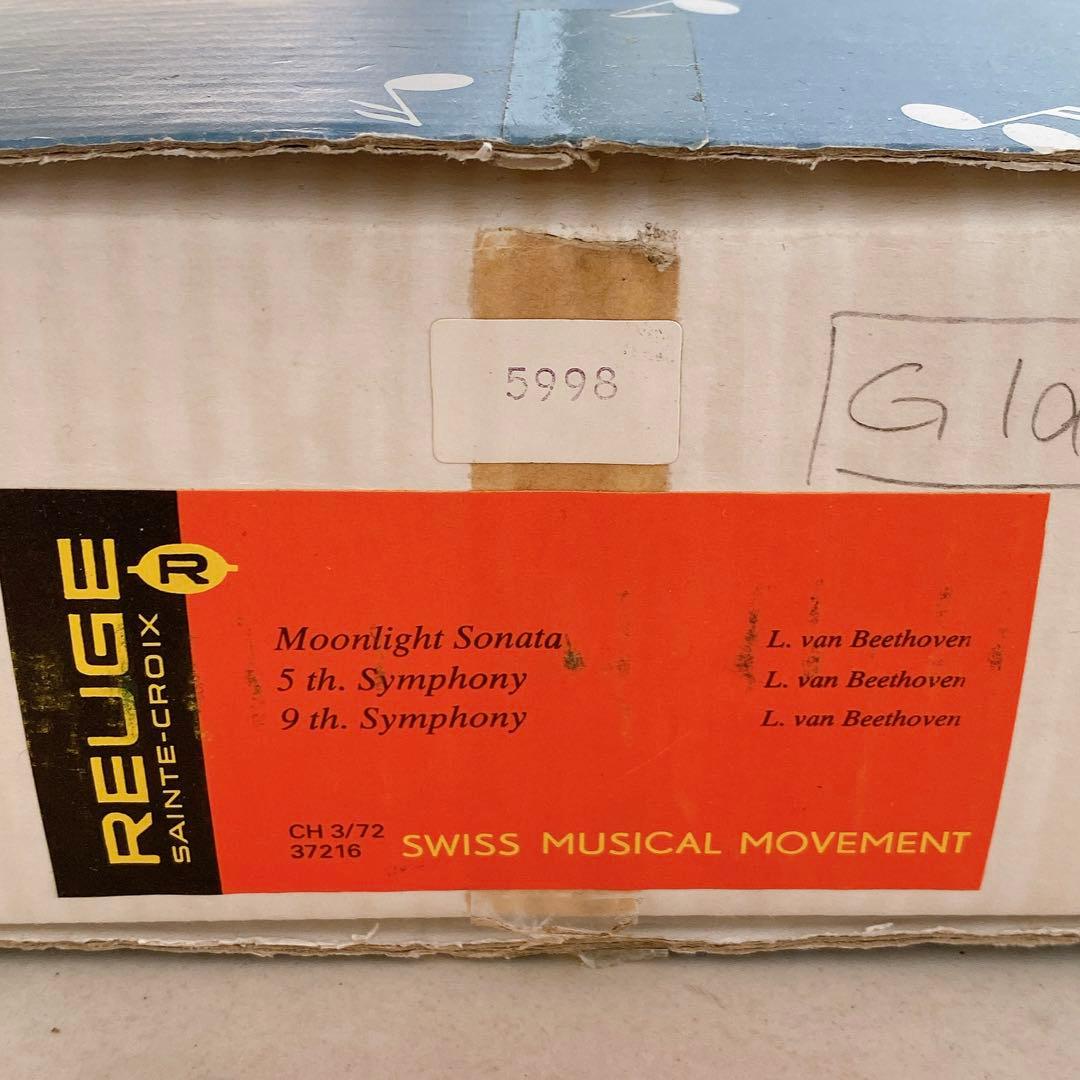 5998
REUGE
SAINTE-CROIX
R
Moonlight Sonata L. van Beethoven
5 th. Symphony L. van Beethoven
9 th. Symphony L. van Beethoven
CH 3/72
37216
SWISS MUSICAL MOVEMENT